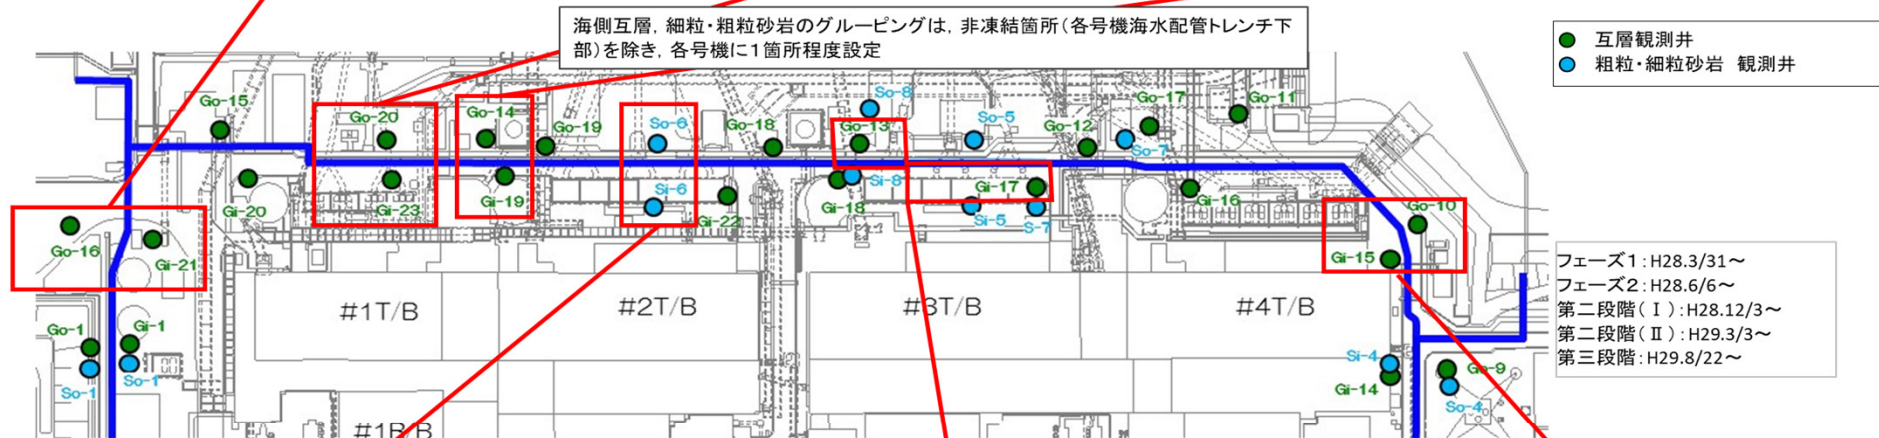 海側互層，細粒・粗粒砂岩のグルーピングは，非凍結箇所（各号機海水配管トレンチ下
部）を除き，各号機に１箇所程度設定
互層観測井
粗粒・細粒砂岩　観測井
Go-15
Go-20
Go-14
Go-19
So-6
Go-18
So-8
Go-13
So-5
Go-12
Go-17
So-7
Go-11
Gi-20
Gi-23
Gi-19
Si-6
Gi-22
Gi-18
Si-8
Gi-17
Si-5
S-7
Gi-16
Go-10
Gi-15
Go-16
Gi-21
#1T/B
#2T/B
#3T/B
#4T/B
フェーズ１：H28.3/31～
フェーズ２：H28.6/6～
第二段階（Ⅰ）：H28.12/3～
第二段階（Ⅱ）：H29.3/3～
第三段階：H29.8/22～
Go-1
Gi-1
So-1
So-1
Si-4
Gi-14
Go-9
So-4
#1R/B